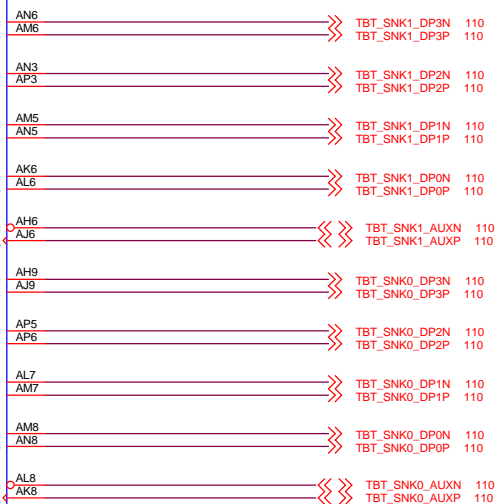 AN6 TBT_SNK1_DP3N 110
AM6 TBT_SNK1_DP3P 110
AN3 TBT_SNK1_DP2N 110
AP3 TBT_SNK1_DP2P 110
AM5 TBT_SNK1_DP1N 110
AN5 TBT_SNK1_DP1P 110
AK6 TBT_SNK1_DP0N 110
AL6 TBT_SNK1_DP0P 110
AH6 TBT_SNK1_AUXN 110
AJ6 TBT_SNK1_AUXP 110
AH9 TBT_SNK0_DP3N 110
AJ9 TBT_SNK0_DP3P 110
AP5 TBT_SNK0_DP2N 110
AP6 TBT_SNK0_DP2P 110
AL7 TBT_SNK0_DP1N 110
AM7 TBT_SNK0_DP1P 110
AM8 TBT_SNK0_DP0N 110
AN8 TBT_SNK0_DP0P 110
AL8 TBT_SNK0_AUXN 110
AK8 TBT_SNK0_AUXP 110